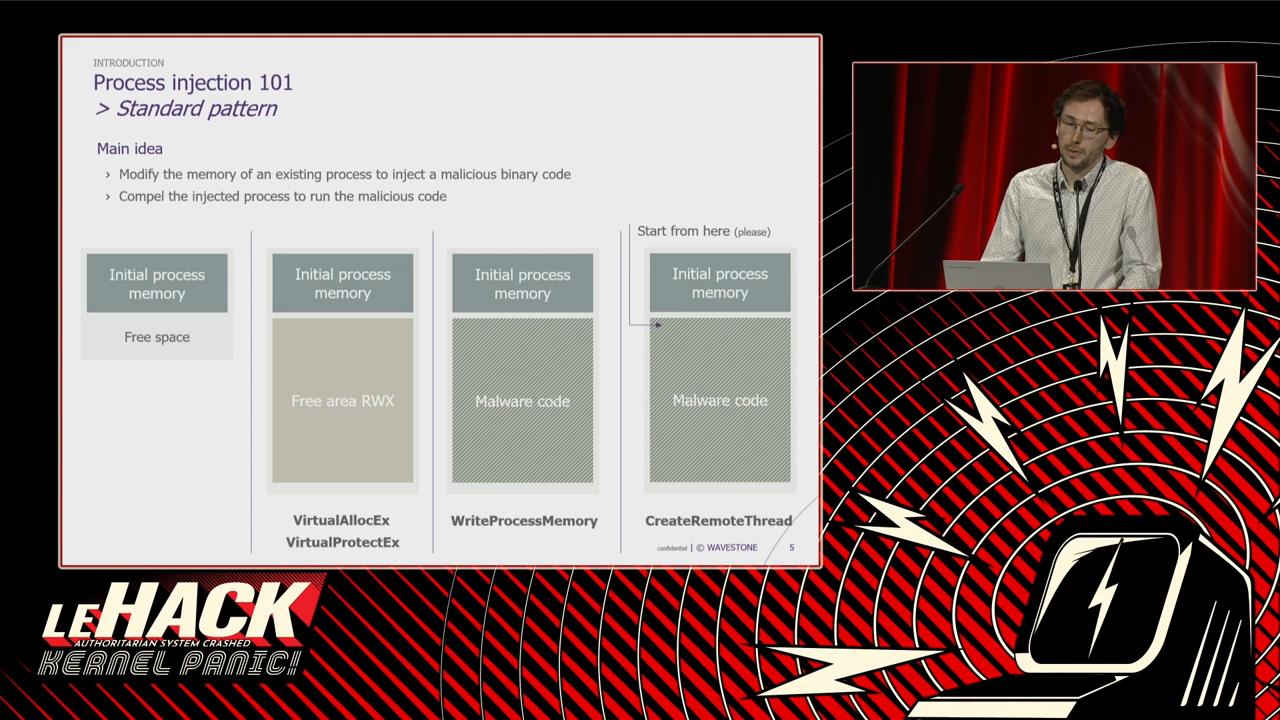 INTRODUCTION
Process injection 101
> Standard pattern
Main idea
› Modify the memory of an existing process to inject a malicious binary code
› Compel the injected process to run the malicious code
Start from here (please)
Initial process
memory
Free space
Initial process
memory
Free area RWX
VirtualAllocEx
VirtualProtectEx
Initial process
memory
Malware code
WriteProcessMemory
Initial process
memory
Malware code
CreateRemoteThread
confidential | © WAVESTONE 5
LEHACK
AUTHORITARIAN SYSTEM CRASHED
KERNEL PANIC!